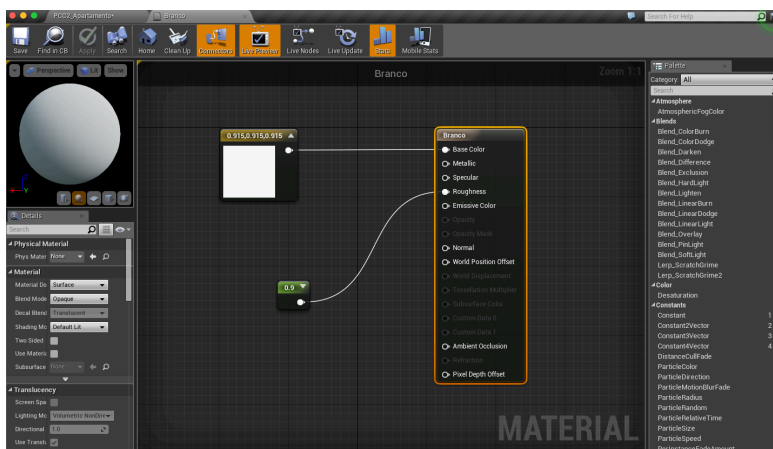 PCC02_Apartamento•
Branco
Search For Help
Save
Find in CB
Apply
Search
Home
Clean Up
Connectors
Live Preview
Live Nodes
Live Update
Stats
Mobile Stats
Perspective
Lit
Show
Branco
Zoom 1:1
0.915,0.915,0.915
0.9
Branco
Base Color
Metallic
Specular
Roughness
Emissive Color
Opacity
Opacity Mask
Normal
World Position Offset
World Displacement
Tessellation Multiplier
Subsurface Color
Custom Data 0
Custom Data 1
Ambient Occlusion
Refraction
Pixel Depth Offset
MATERIAL
Details
Search
Physical Material
Phys Mater None
Material
Material Do Surface
Blend Mode Opaque
Decal Blend Translucent
Shading Mc Default Lit
Two Sided
Use Materia
Subsurface None
Translucency
Screen Spa
Lighting Mc Volumetric NonDire
Directional 1.0
Use Transl
Palette
Category: All
Search
Atmosphere
AtmosphericFogColor
Blends
Blend_ColorBurn
Blend_ColorDodge
Blend_Darken
Blend_Difference
Blend_Exclusion
Blend_HardLight
Blend_Lighten
Blend_LinearBurn
Blend_LinearDodge
Blend_LinearLight
Blend_Overlay
Blend_PinLight
Blend_SoftLight
Lerp_ScratchGrime
Lerp_ScratchGrime2
Color
Desaturation
Constants
Constant 1
Constant2Vector 2
Constant3Vector 3
Constant4Vector 4
DistanceCullFade
ParticleColor
ParticleDirection
ParticleMotionBlurFade
ParticleRadius
ParticleRandom
ParticleRelativeTime
ParticleSize
ParticleSpeed
PerInstanceFadeAmount